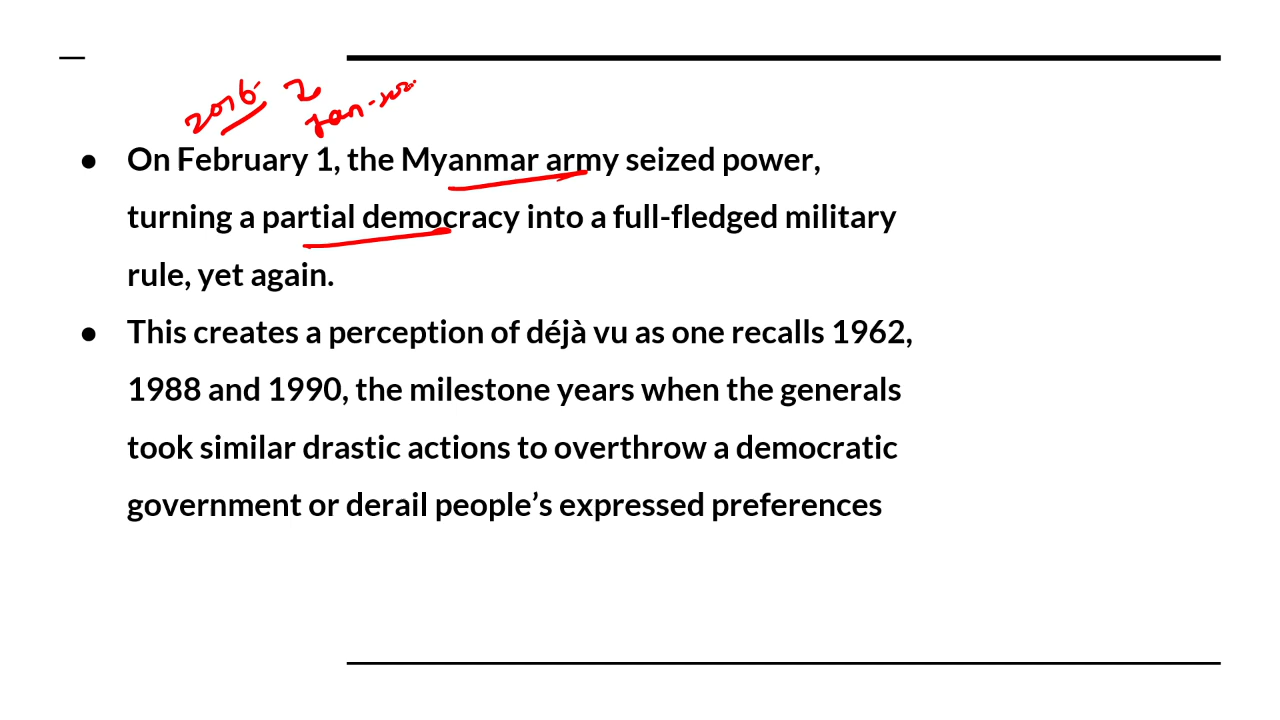 2016 2
Jan-
● On February 1, the Myanmar army seized power,
turning a partial democracy into a full-fledged military
rule, yet again.
● This creates a perception of déjà vu as one recalls 1962,
1988 and 1990, the milestone years when the generals
took similar drastic actions to overthrow a democratic
government or derail people’s expressed preferences